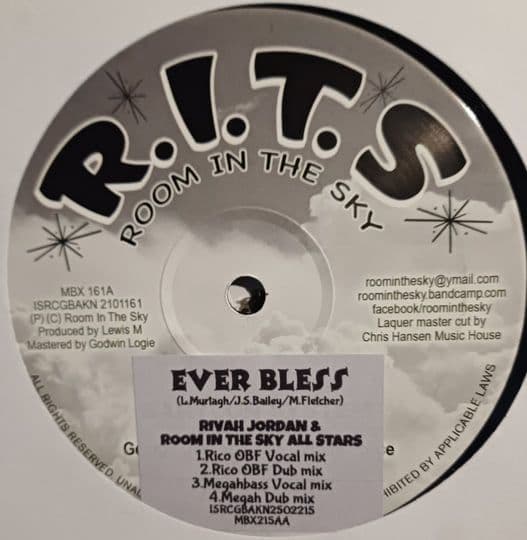 R.I.T.S
ROOM IN THE SKY
MBX 161A
ISRCGBAKN 2101161
(P) (C) Room In The Sky
Produced by Lewis M
Mastered by Godwin Logie
roominthesky@ymail.com
roominthesky.bandcamp.com
facebook/roominthesky
Laquer master cut by
Chris Hansen Music House
EVER BLESS
(L.Murtagh/J.S.Bailey/M.Fletcher)
RIVAH JORDAN &
ROOM IN THE SKY ALL STARS
1.Rico OBF Vocal mix
2.Rico OBF Dub mix
3.Megahbass Vocal mix
4.Megah Dub mix
ISRCGBAKN2502215
MBX215AA
ALL RIGHTS RESERVED.
BY APPLICABLE LAWS